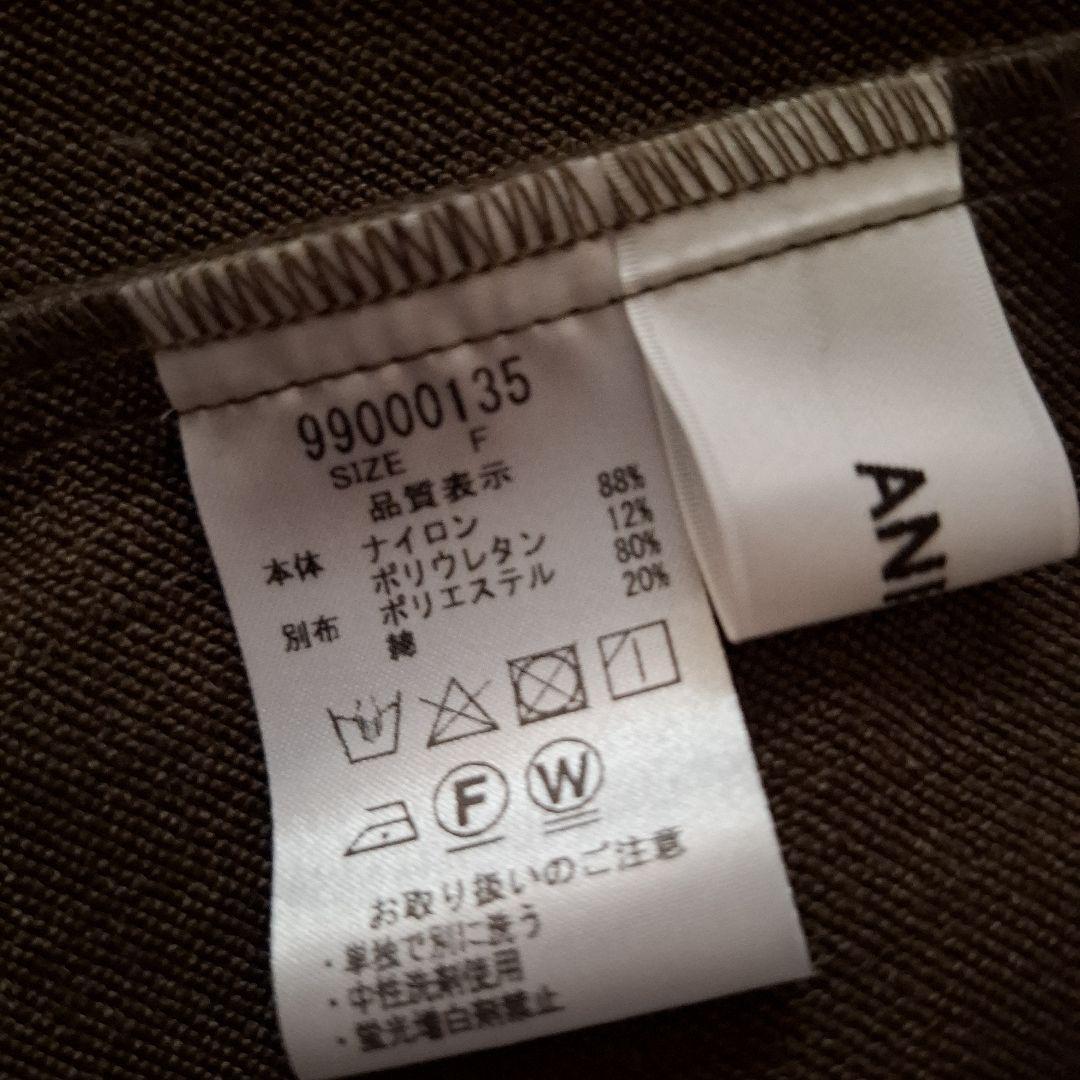 99000135
SIZE F
品質表示
本体 ナイロン 88%
ポリウレタン 12%
別布 ポリエステル 80%
綿 20%
F W
お取り扱いのご注意
・単独で別に洗う
・中性洗剤使用
・蛍光増白剤禁止
AN